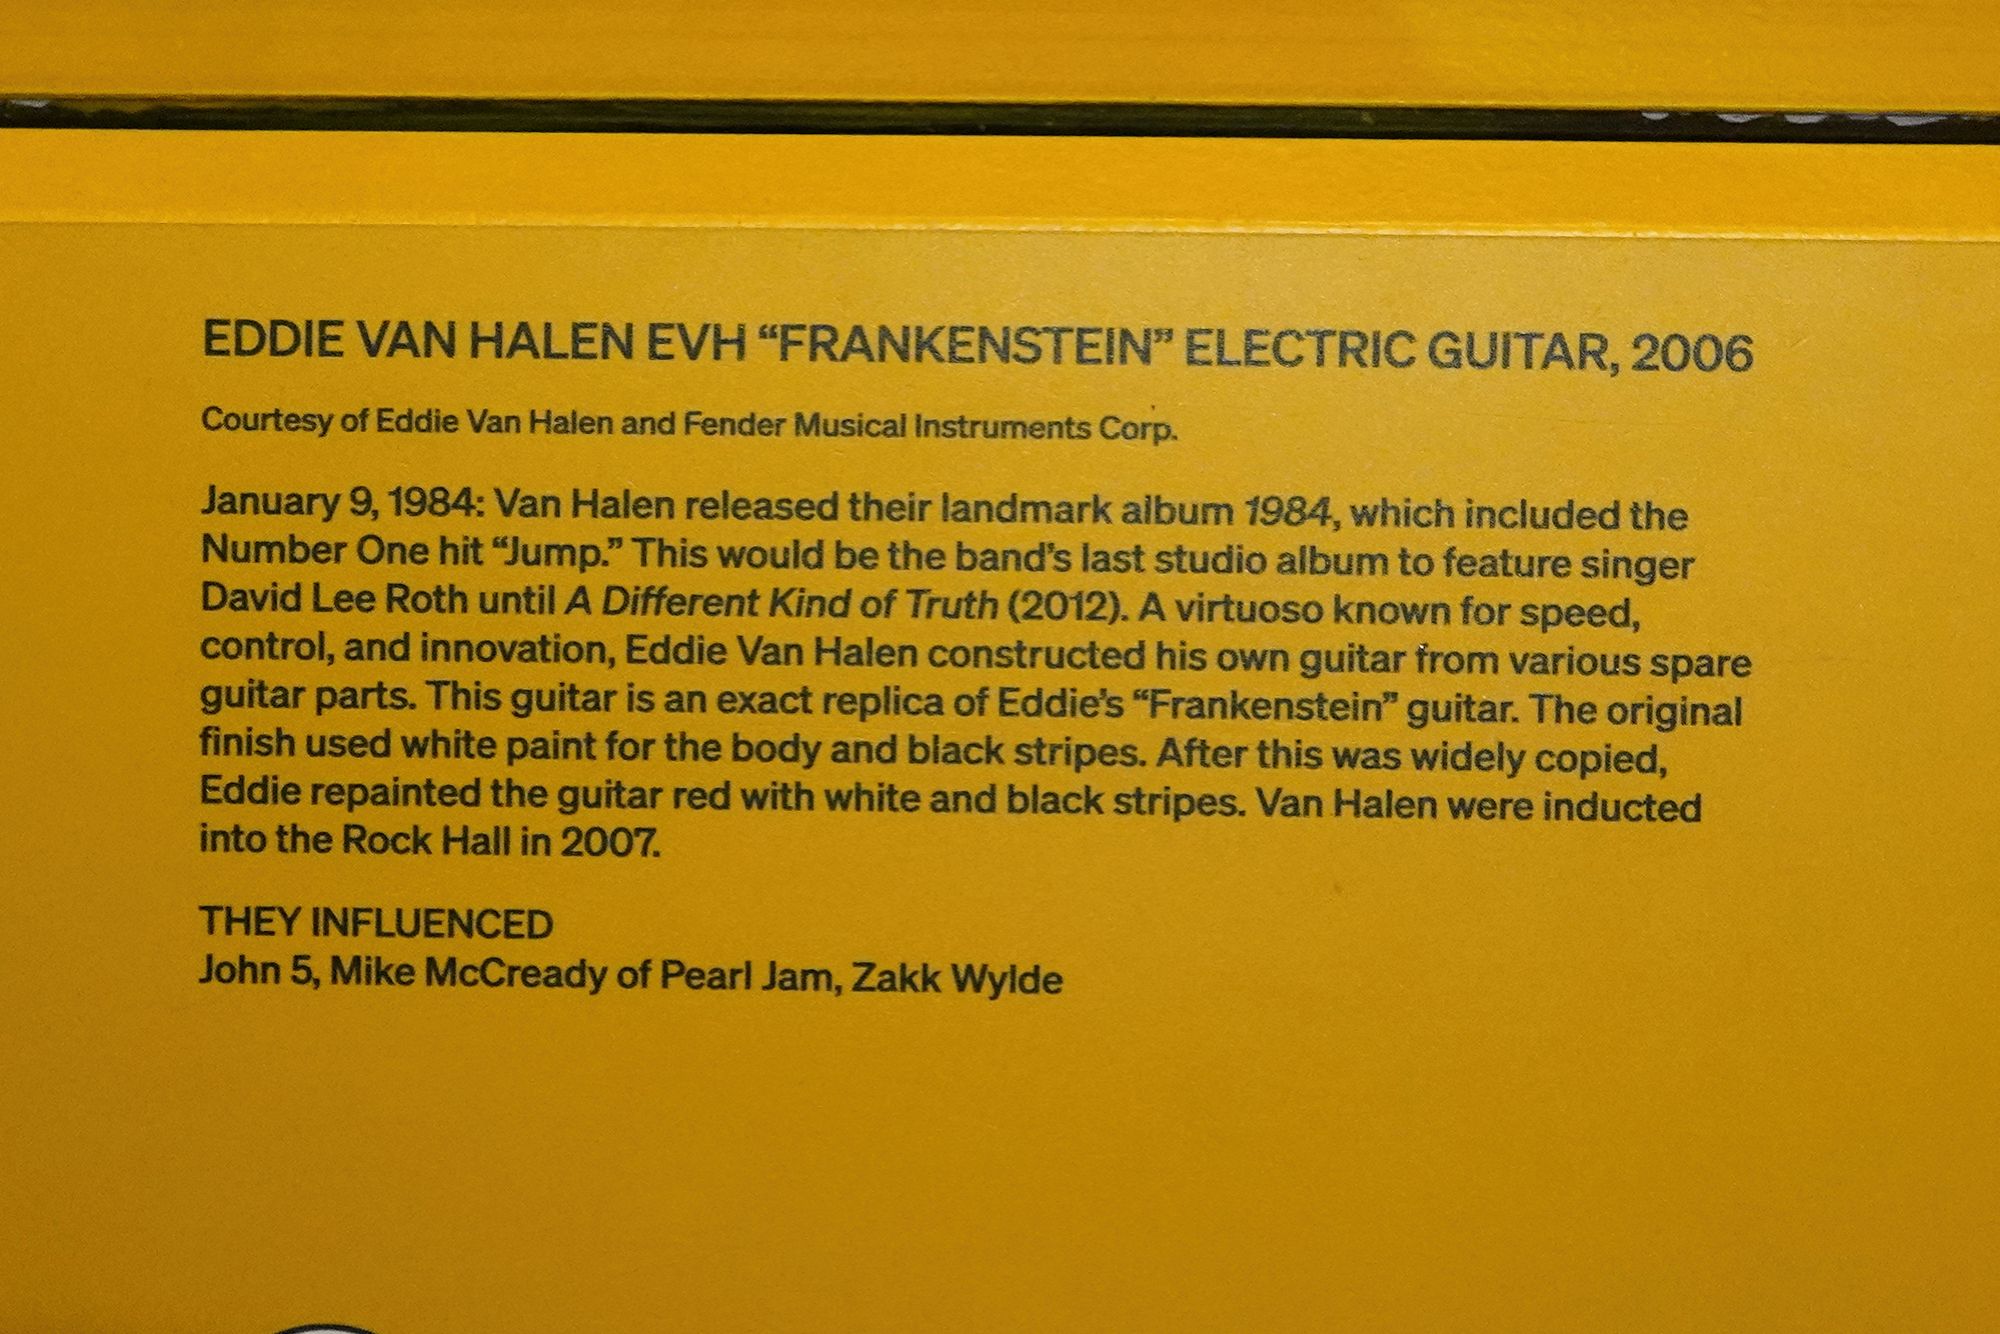 EDDIE VAN HALEN EVH “FRANKENSTEIN” ELECTRIC GUITAR, 2006
Courtesy of Eddie Van Halen and Fender Musical Instruments Corp.
January 9, 1984: Van Halen released their landmark album 1984, which included the
Number One hit “Jump.” This would be the band’s last studio album to feature singer
David Lee Roth until A Different Kind of Truth (2012). A virtuoso known for speed,
control, and innovation, Eddie Van Halen constructed his own guitar from various spare
guitar parts. This guitar is an exact replica of Eddie’s “Frankenstein” guitar. The original
finish used white paint for the body and black stripes. After this was widely copied,
Eddie repainted the guitar red with white and black stripes. Van Halen were inducted
into the Rock Hall in 2007.
THEY INFLUENCED
John 5, Mike McCready of Pearl Jam, Zakk Wylde